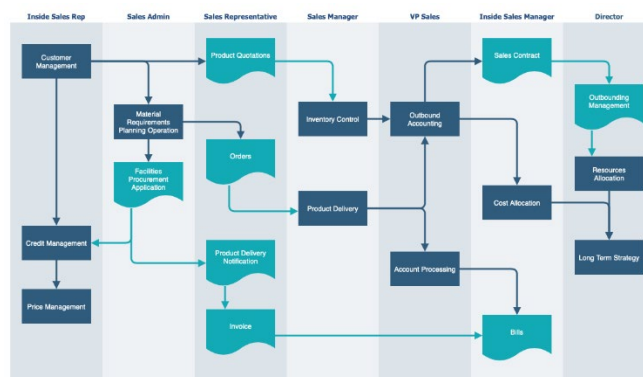 Inside Sales Rep
Sales Admin
Sales Representative
Sales Manager
VP Sales
Inside Sales Manager
Director
Customer
Management
Product Quotations
Sales Contract
Outbounding
Management
Material
Requirements
Planning Operation
Inventory Control
Outbound
Accounting
Facilities
Procurement
Application
Orders
Resources
Allocation
Product Delivery
Cost Allocation
Credit Management
Product Delivery
Notification
Account Processing
Long Term Strategy
Price Management
Invoice
Bills